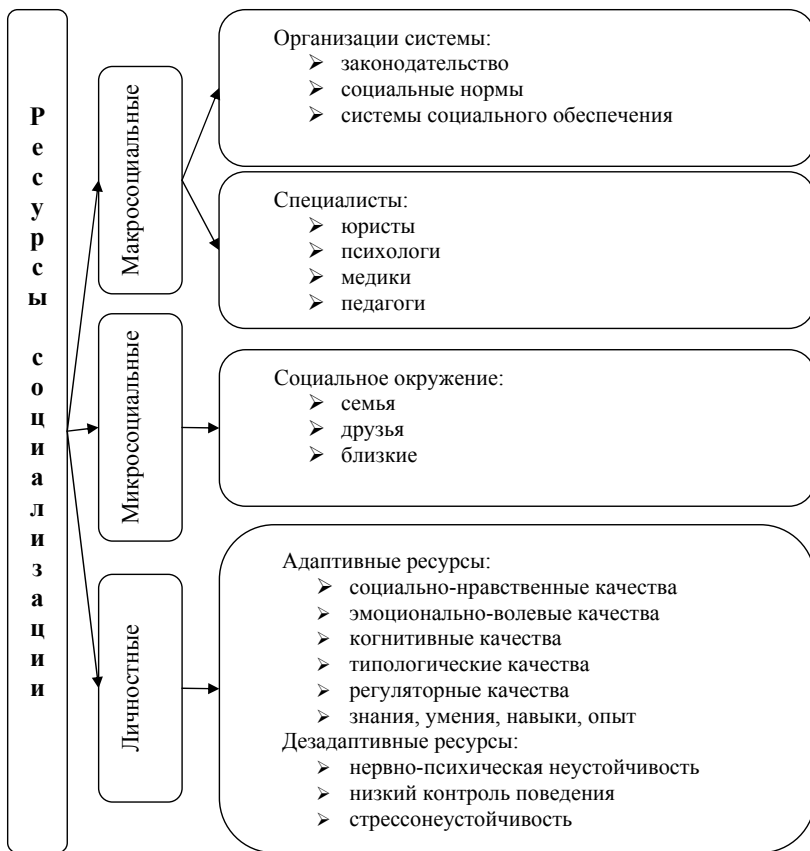 Ресурсы социализации
Макросоциальные
Организации системы:
➢ законодательство
➢ социальные нормы
➢ системы социального обеспечения
Специалисты:
➢ юристы
➢ психологи
➢ медики
➢ педагоги
Микросоциальные
Социальное окружение:
➢ семья
➢ друзья
➢ близкие
Личностные
Адаптивные ресурсы:
➢ социально-нравственные качества
➢ эмоционально-волевые качества
➢ когнитивные качества
➢ типологические качества
➢ регуляторные качества
➢ знания, умения, навыки, опыт
Дезадаптивные ресурсы:
➢ нервно-психическая неустойчивость
➢ низкий контроль поведения
➢ стрессонеустойчивость